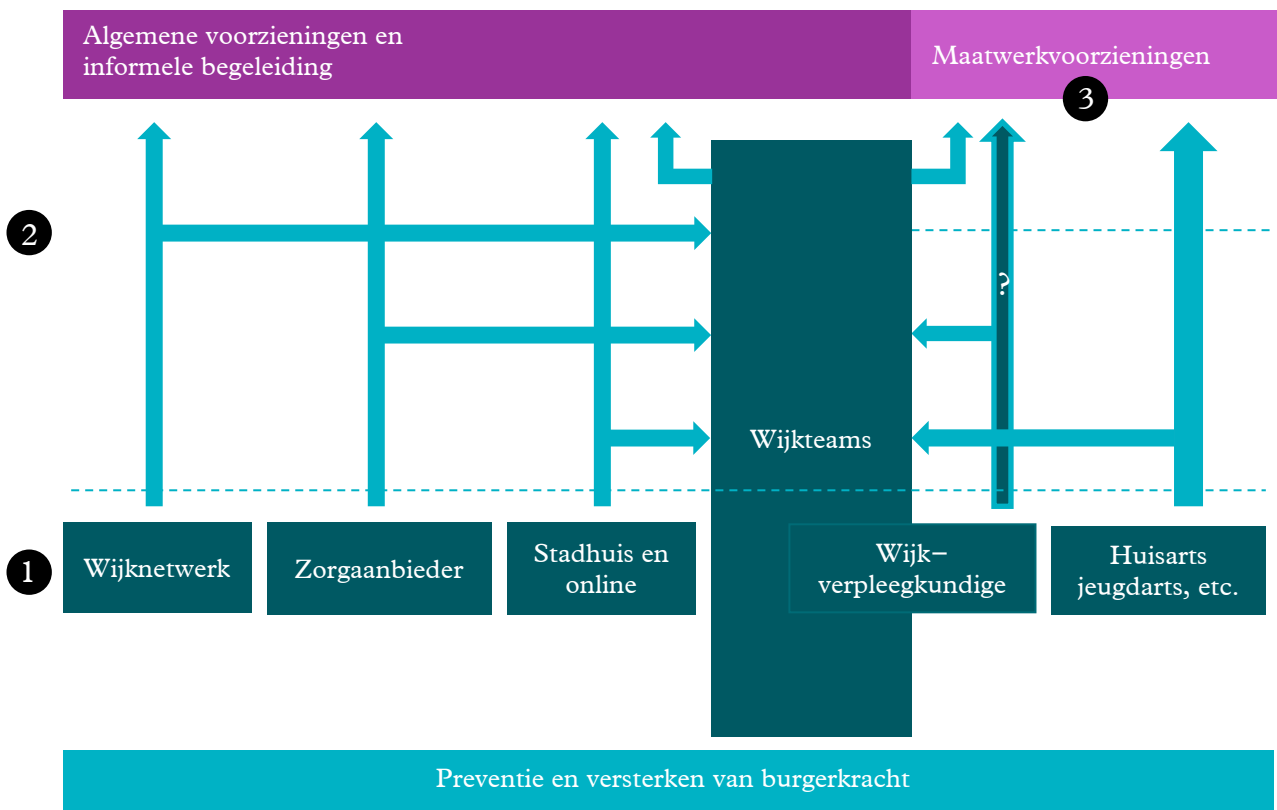 Algemene voorzieningen en
informele begeleiding
Maatwerkvoorzieningen
3
2
?
Wijkteams
1
Wijknetwerk
Zorgaanbieder
Stadhuis en
online
Wijk–
verpleegkundige
Huisarts
jeugdarts, etc.
Preventie en versterken van burgerkracht